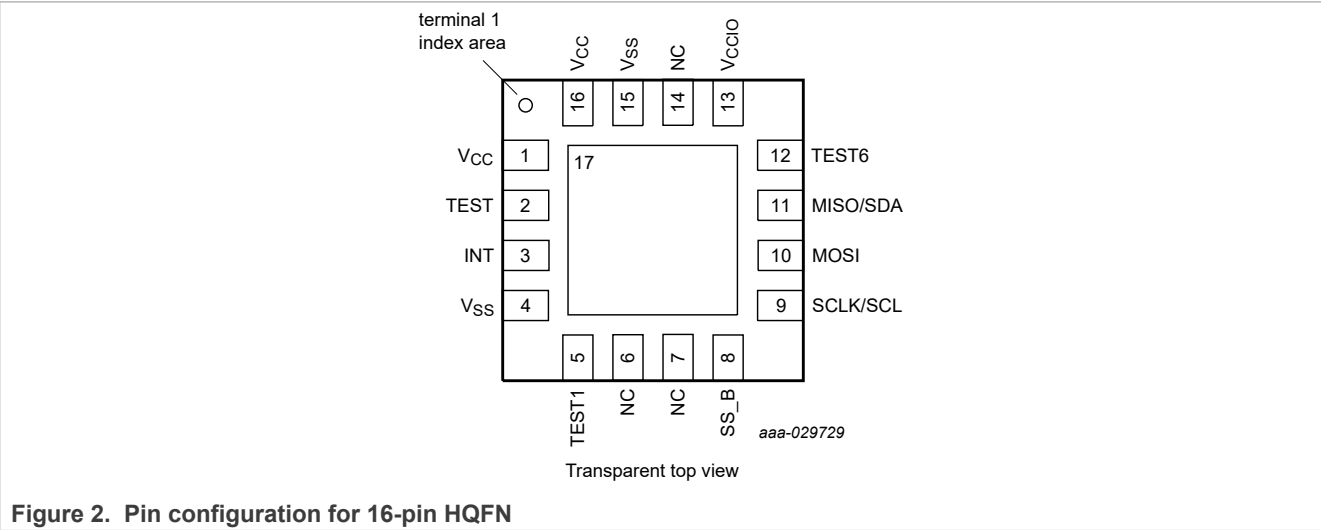 terminal 1
index area
VCC
VSS
NC
VCCIO
16
15
14
13
VCC 1
17
12 TEST6
TEST 2
11 MISO/SDA
INT 3
10 MOSI
VSS 4
9 SCLK/SCL
5
6
7
8
TEST1
NC
NC
SS_B
aaa-029729
Transparent top view
Figure 2. Pin configuration for 16-pin HQFN